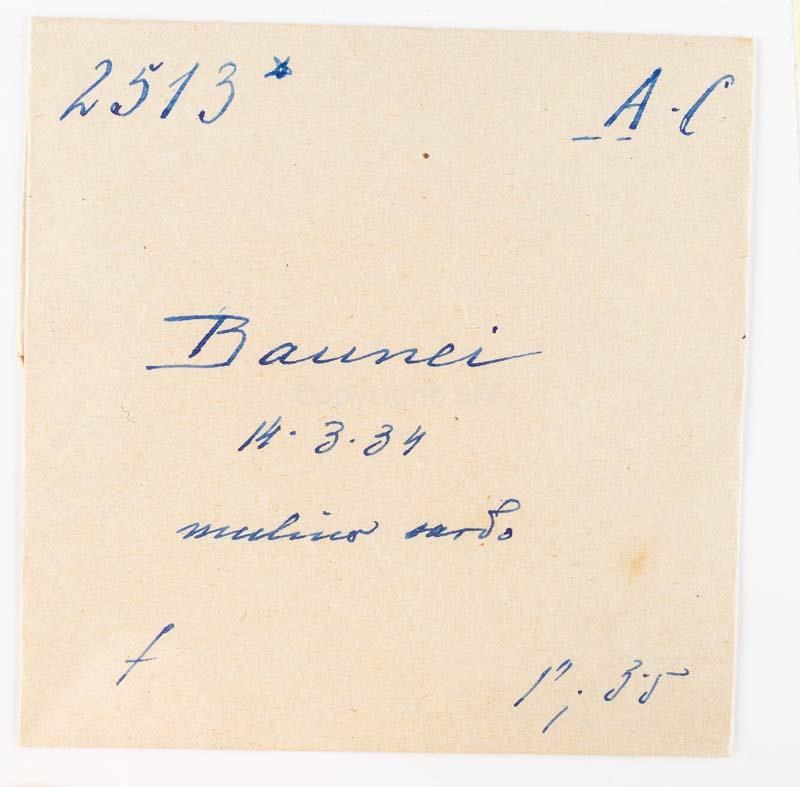 2513* A-C
Baunei
14.3.34
mulino sardo
f
1", 35